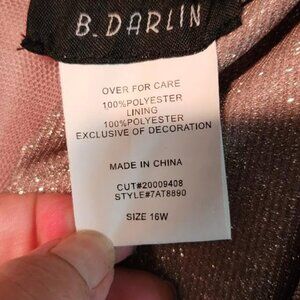 B. DARLIN
OVER FOR CARE
100%POLYESTER
LINING
100%POLYESTER
EXCLUSIVE OF DECORATION
MADE IN CHINA
CUT#20009408
STYLE#7AT8890
SIZE 16W